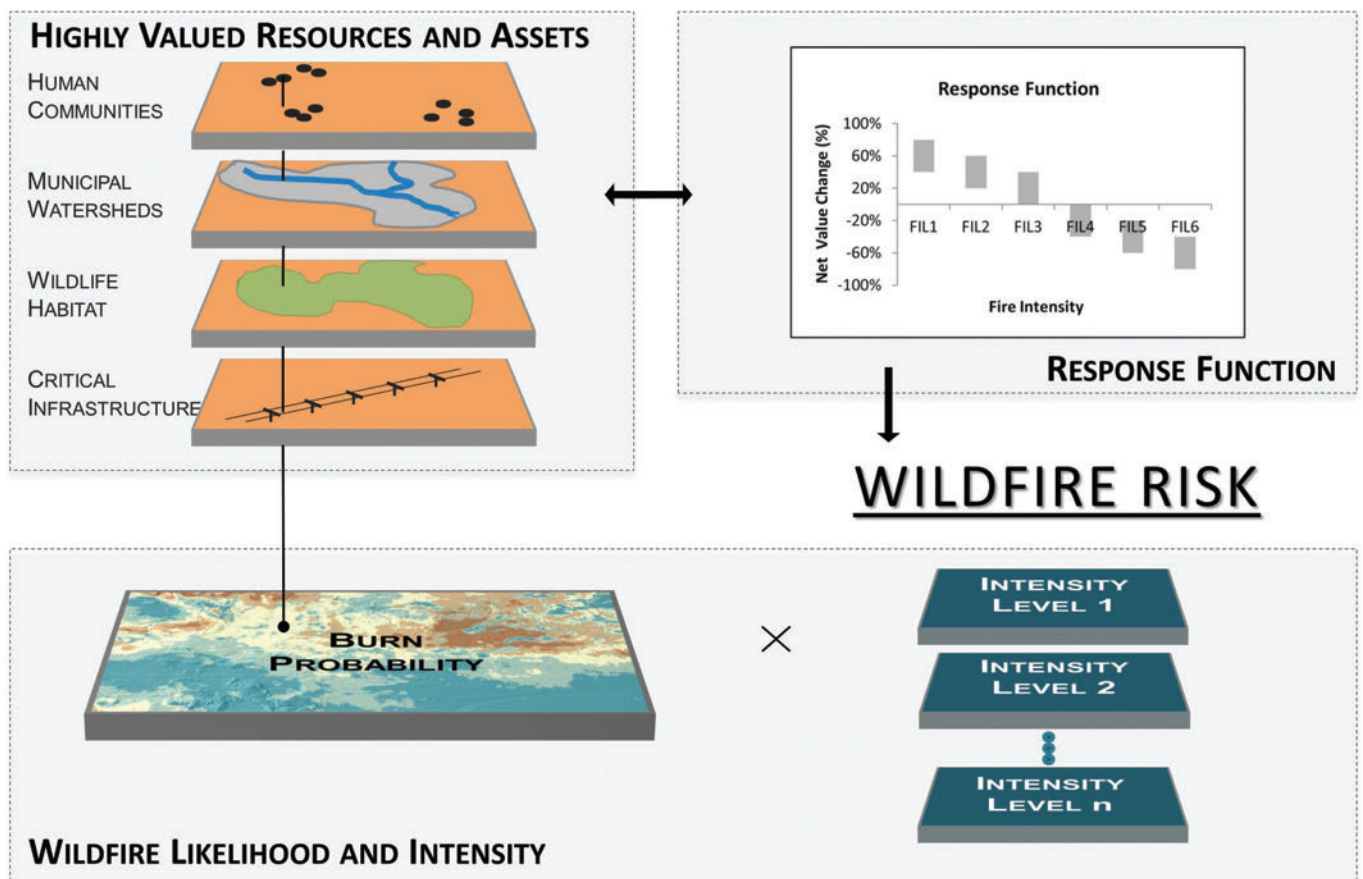 HIGHLY VALUED RESOURCES AND ASSETS
HUMAN
COMMUNITIES
MUNICIPAL
WATERSHEDS
WILDLIFE
HABITAT
CRITICAL
INFRASTRUCTURE
Response Function
Net Value Change (%)
100%
60%
20%
-20%
-60%
-100%
FIL1 FIL2 FIL3 FIL4 FIL5 FIL6
Fire Intensity
RESPONSE FUNCTION
WILDFIRE RISK
BURN
PROBABILITY
×
INTENSITY
LEVEL 1
INTENSITY
LEVEL 2
INTENSITY
LEVEL n
WILDFIRE LIKELIHOOD AND INTENSITY